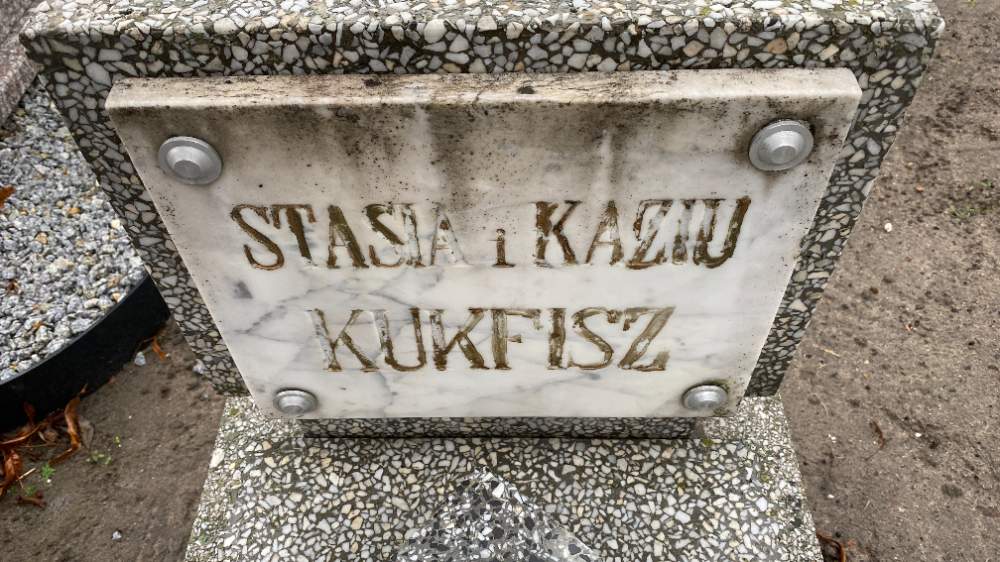 STASIA i KAZIU
KUKFISZ